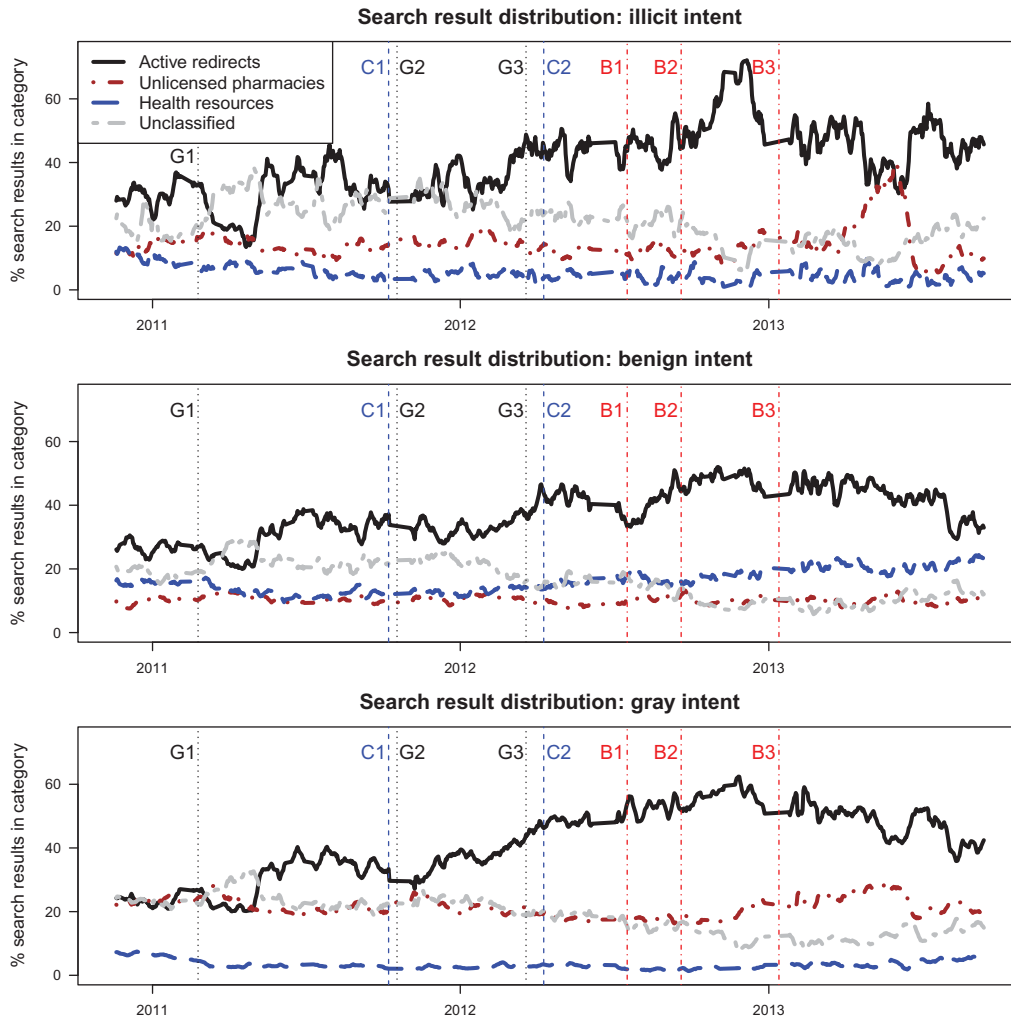 Search result distribution: illicit intent
% search results in category
Active redirects
Unlicensed pharmacies
Health resources
Unclassified
G1 C1 G2 G3 C2 B1 B2 B3
60
40
20
0
2011 2012 2013
Search result distribution: benign intent
% search results in category
G1 C1 G2 G3 C2 B1 B2 B3
60
40
20
0
2011 2012 2013
Search result distribution: gray intent
% search results in category
G1 C1 G2 G3 C2 B1 B2 B3
60
40
20
0
2011 2012 2013